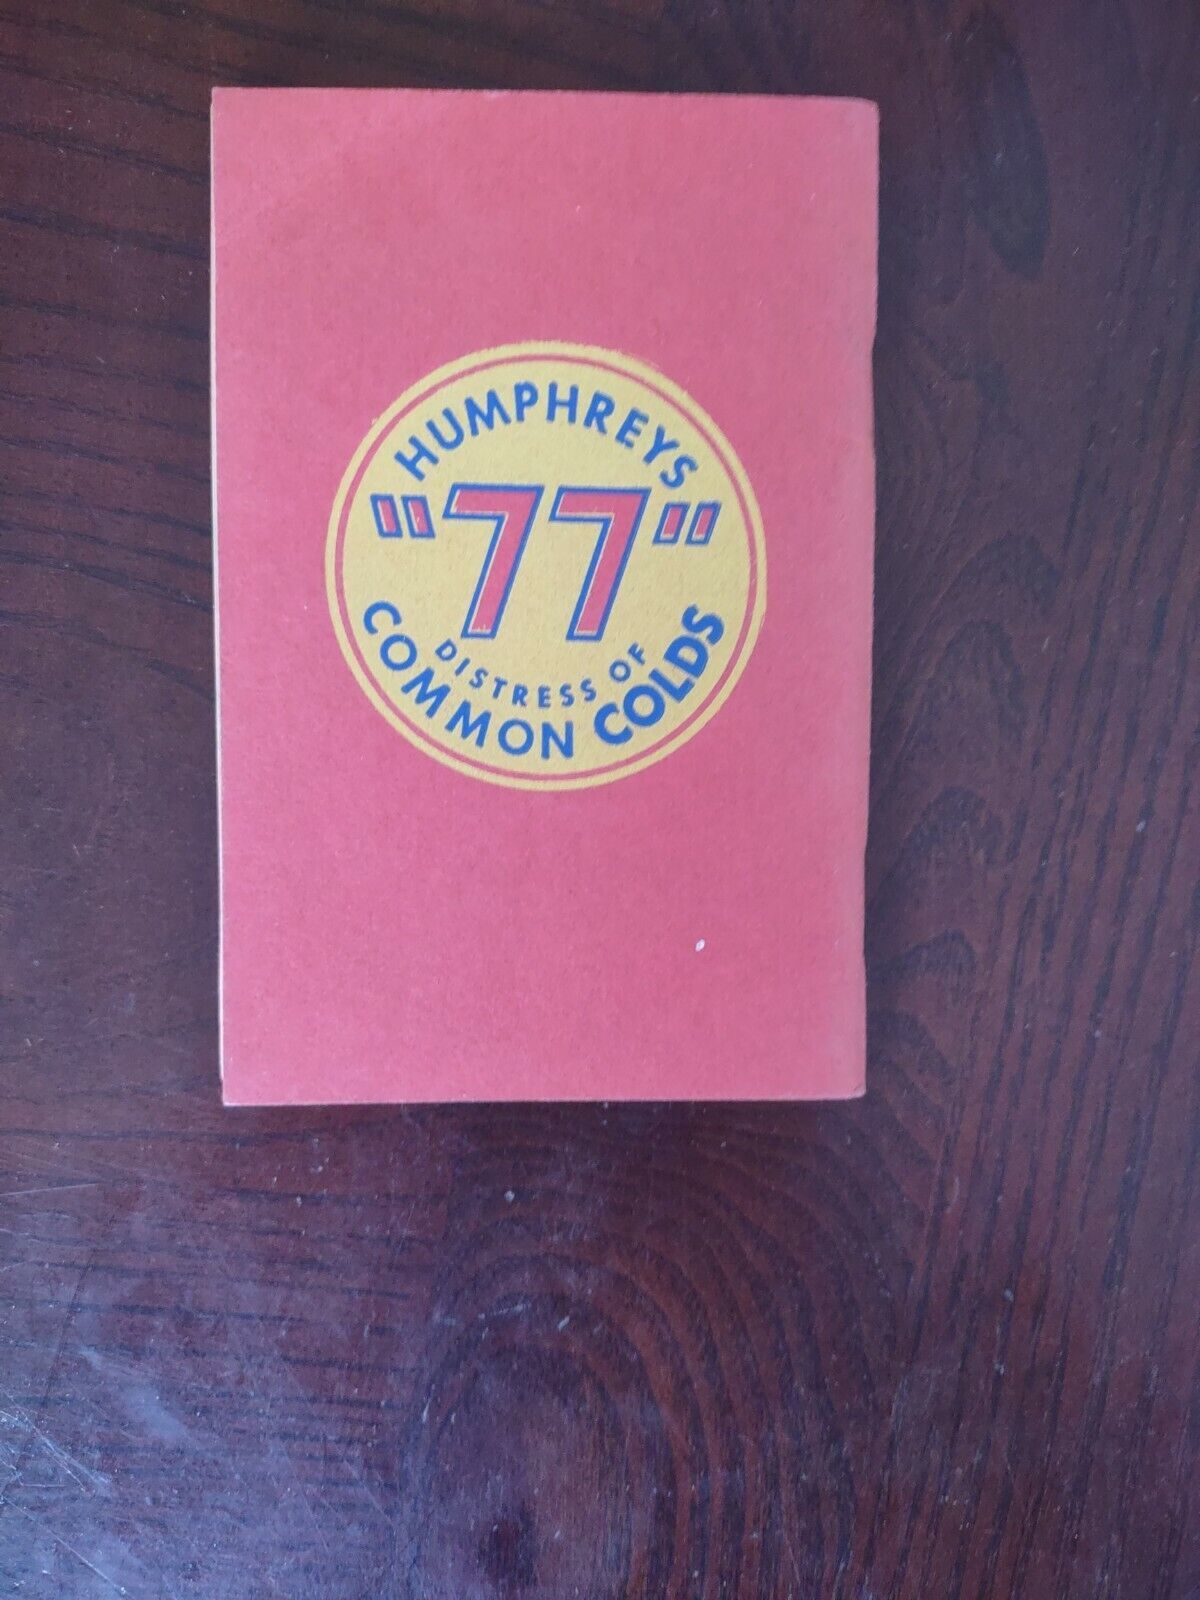 HUMPHREYS
"77"
DISTRESS OF
COMMON COLDS